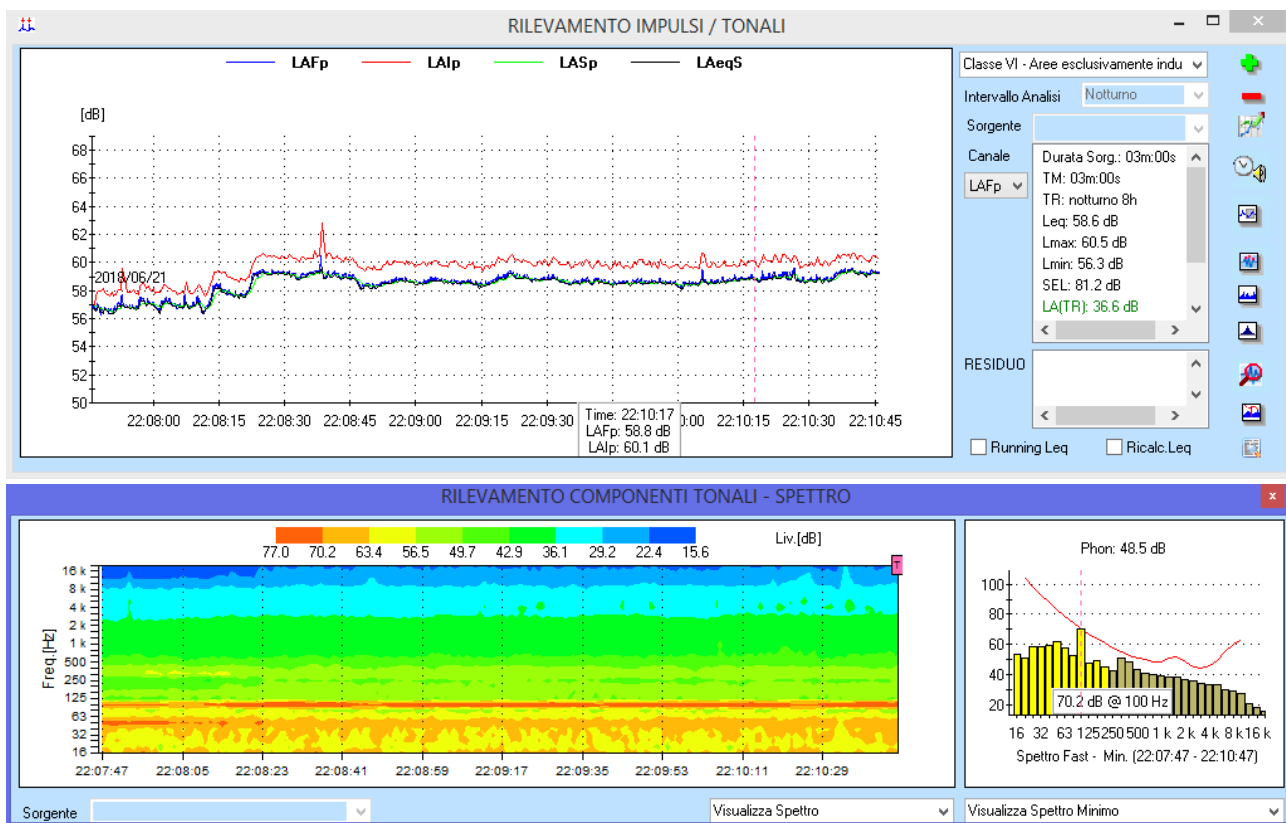 RILEVAMENTO IMPULSI / TONALI
LAFp LAIp LASp LAeqS
[dB]
68
66
64
62
60
58
56
54
52
50
2018/06/21
22:08:00 22:08:15 22:08:30 22:08:45 22:09:00 22:09:15 22:09:30 0:00 22:10:15 22:10:30 22:10:45
Time: 22:10:17
LAFp: 58.8 dB
LAIp: 60.1 dB
Classe VI - Aree esclusivamente indu
Intervallo Analisi Notturno
Sorgente
Canale
LAFp
Durata Sorg.: 03m:00s
TM: 03m:00s
TR: notturno 8h
Leq: 58.6 dB
Lmax: 60.5 dB
Lmin: 56.3 dB
SEL: 81.2 dB
LA(TR): 36.6 dB
RESIDUO
Running Leq Ricalc.Leq
RILEVAMENTO COMPONENTI TONALI - SPETTRO
x
77.0 70.2 63.4 56.5 49.7 42.9 36.1 29.2 22.4 15.6
Liv.[dB]
T
Freq.[Hz]
16 k
8 k
4 k
2 k
1 k
500
250
125
63
32
16
22:07:47 22:08:05 22:08:23 22:08:41 22:08:59 22:09:17 22:09:35 22:09:53 22:10:11 22:10:29
Phon: 48.5 dB
100
80
60
40
20
70.2 dB @ 100 Hz
16 32 63 125 250 500 1 k 2 k 4 k 8 k 16 k
Spettro Fast - Min. (22:07:47 - 22:10:47)
Sorgente
Visualizza Spettro
Visualizza Spettro Minimo